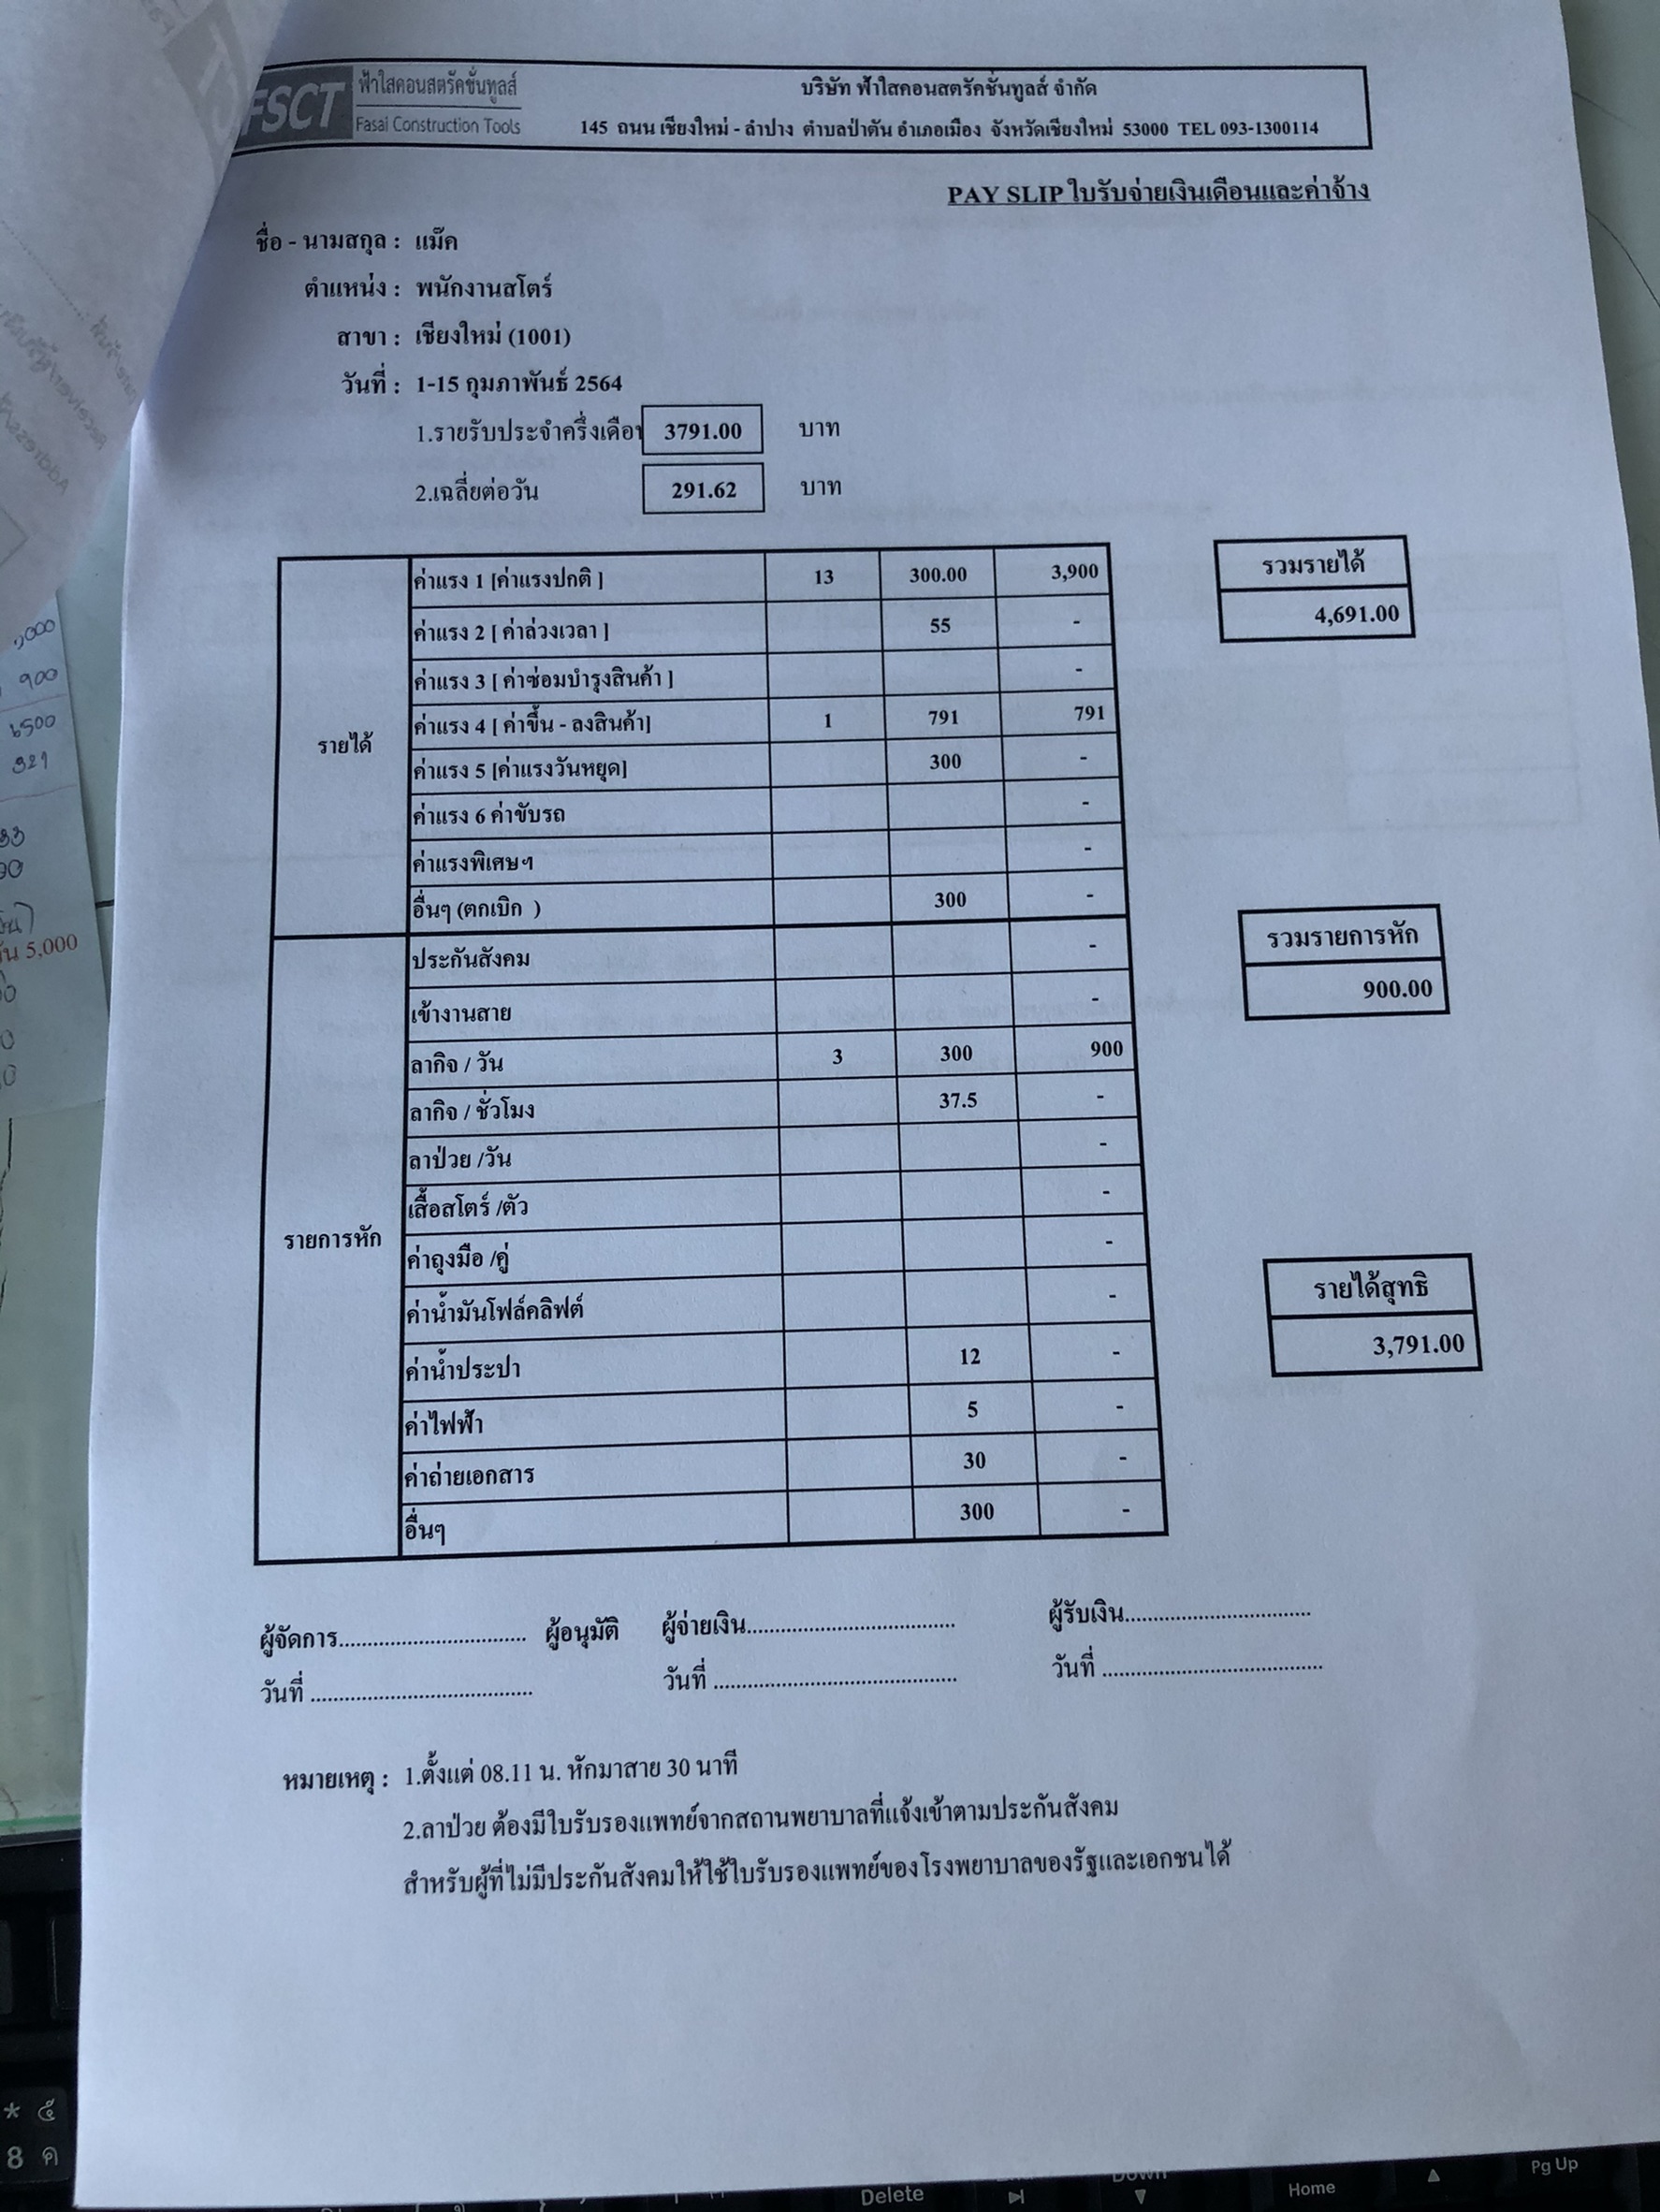 FSCT ฟ้าใสคอนสตรัคชั่นทูลส์
Fasai Construction Tools
บริษัท ฟ้าใสคอนสตรัคชั่นทูลส์ จำกัด
145 ถนน เชียงใหม่ - ลำปาง ตำบลป่าตัน อำเภอเมือง จังหวัดเชียงใหม่ 53000 TEL 093-1300114
PAY SLIP ใบรับจ่ายเงินเดือนและค่าจ้าง
ชื่อ - นามสกุล : แม๊ค
ตำแหน่ง : พนักงานสโตร์
สาขา : เชียงใหม่ (1001)
วันที่ : 1-15 กุมภาพันธ์ 2564
1.รายรับประจำครึ่งเดือน 3791.00 บาท
2.เฉลี่ยต่อวัน 291.62 บาท
รายได้
ค่าแรง 1 [ค่าแรงปกติ ] 13 300.00 3,900
ค่าแรง 2 [ ค่าล่วงเวลา ] 55 -
ค่าแรง 3 [ ค่าซ่อมบำรุงสินค้า ] -
ค่าแรง 4 [ ค่าขึ้น - ลงสินค้า] 1 791 791
ค่าแรง 5 [ค่าแรงวันหยุด] 300 -
ค่าแรง 6 ค่าขับรถ -
ค่าแรงพิเศษฯ -
อื่นๆ (ตกเบิก ) 300 -
รวมรายได้
4,691.00
รายการหัก
ประกันสังคม -
เข้างานสาย -
ลากิจ / วัน 3 300 900
ลากิจ / ชั่วโมง 37.5 -
ลาป่วย /วัน -
เสื้อสโตร์ /ตัว -
ค่าถุงมือ /คู่ -
ค่าน้ำมันโฟล์คลิฟต์ -
ค่าน้ำประปา 12 -
ค่าไฟฟ้า 5 -
ค่าถ่ายเอกสาร 30 -
อื่นๆ 300 -
รวมรายการหัก
900.00
รายได้สุทธิ
3,791.00
ผู้จัดการ................................. ผู้อนุมัติ ผู้จ่ายเงิน..................................... ผู้รับเงิน.................................
วันที่ ........................................ วันที่ ........................................... วันที่ .......................................
หมายเหตุ : 1.ตั้งแต่ 08.11 น. หักมาสาย 30 นาที
2.ลาป่วย ต้องมีใบรับรองแพทย์จากสถานพยาบาลที่แจ้งเข้าตามประกันสังคม
สำหรับผู้ที่ไม่มีประกันสังคมให้ใช้ใบรับรองแพทย์ของโรงพยาบาลของรัฐและเอกชนได้
900
6500
321
5,000
* ๕
8 ค
Delete
Home
Pg Up